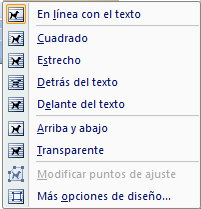 En línea con el texto
Cuadrado
Estrecho
Detrás del texto
Delante del texto
Arriba y abajo
Transparente
Modificar puntos de ajuste
Más opciones de diseño...